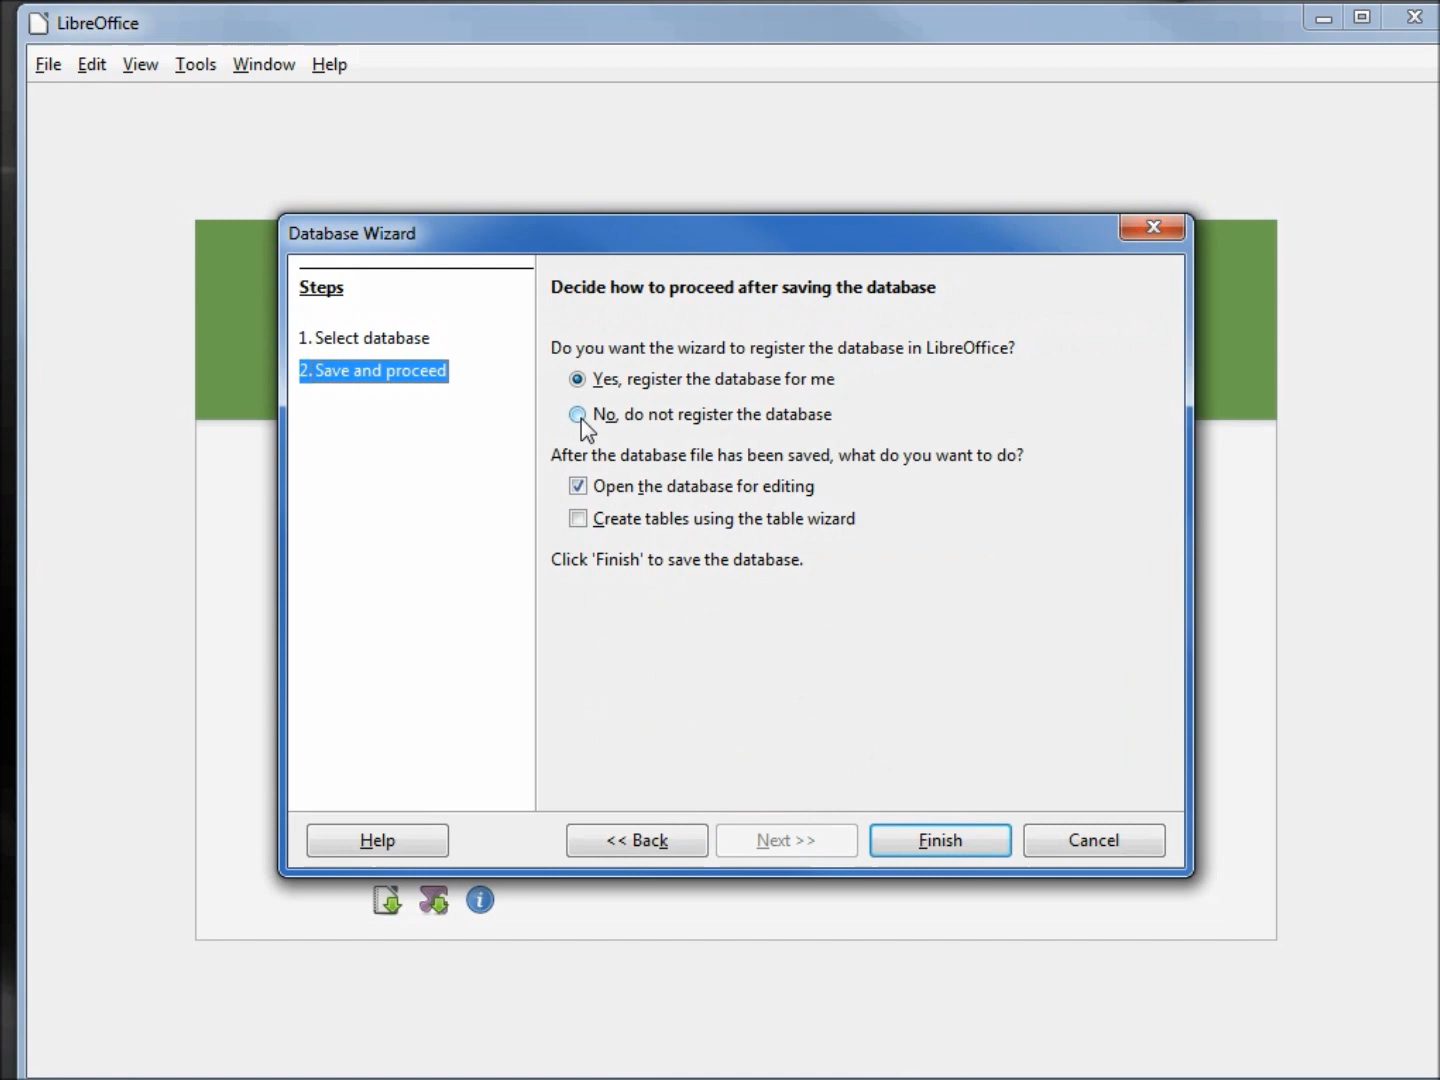 LibreOffice
File Edit View Tools Window Help
Database Wizard
Steps
1. Select database
2. Save and proceed
Decide how to proceed after saving the database
Do you want the wizard to register the database in LibreOffice?
Yes, register the database for me
No, do not register the database
After the database file has been saved, what do you want to do?
Open the database for editing
Create tables using the table wizard
Click 'Finish' to save the database.
Help << Back Next >> Finish Cancel